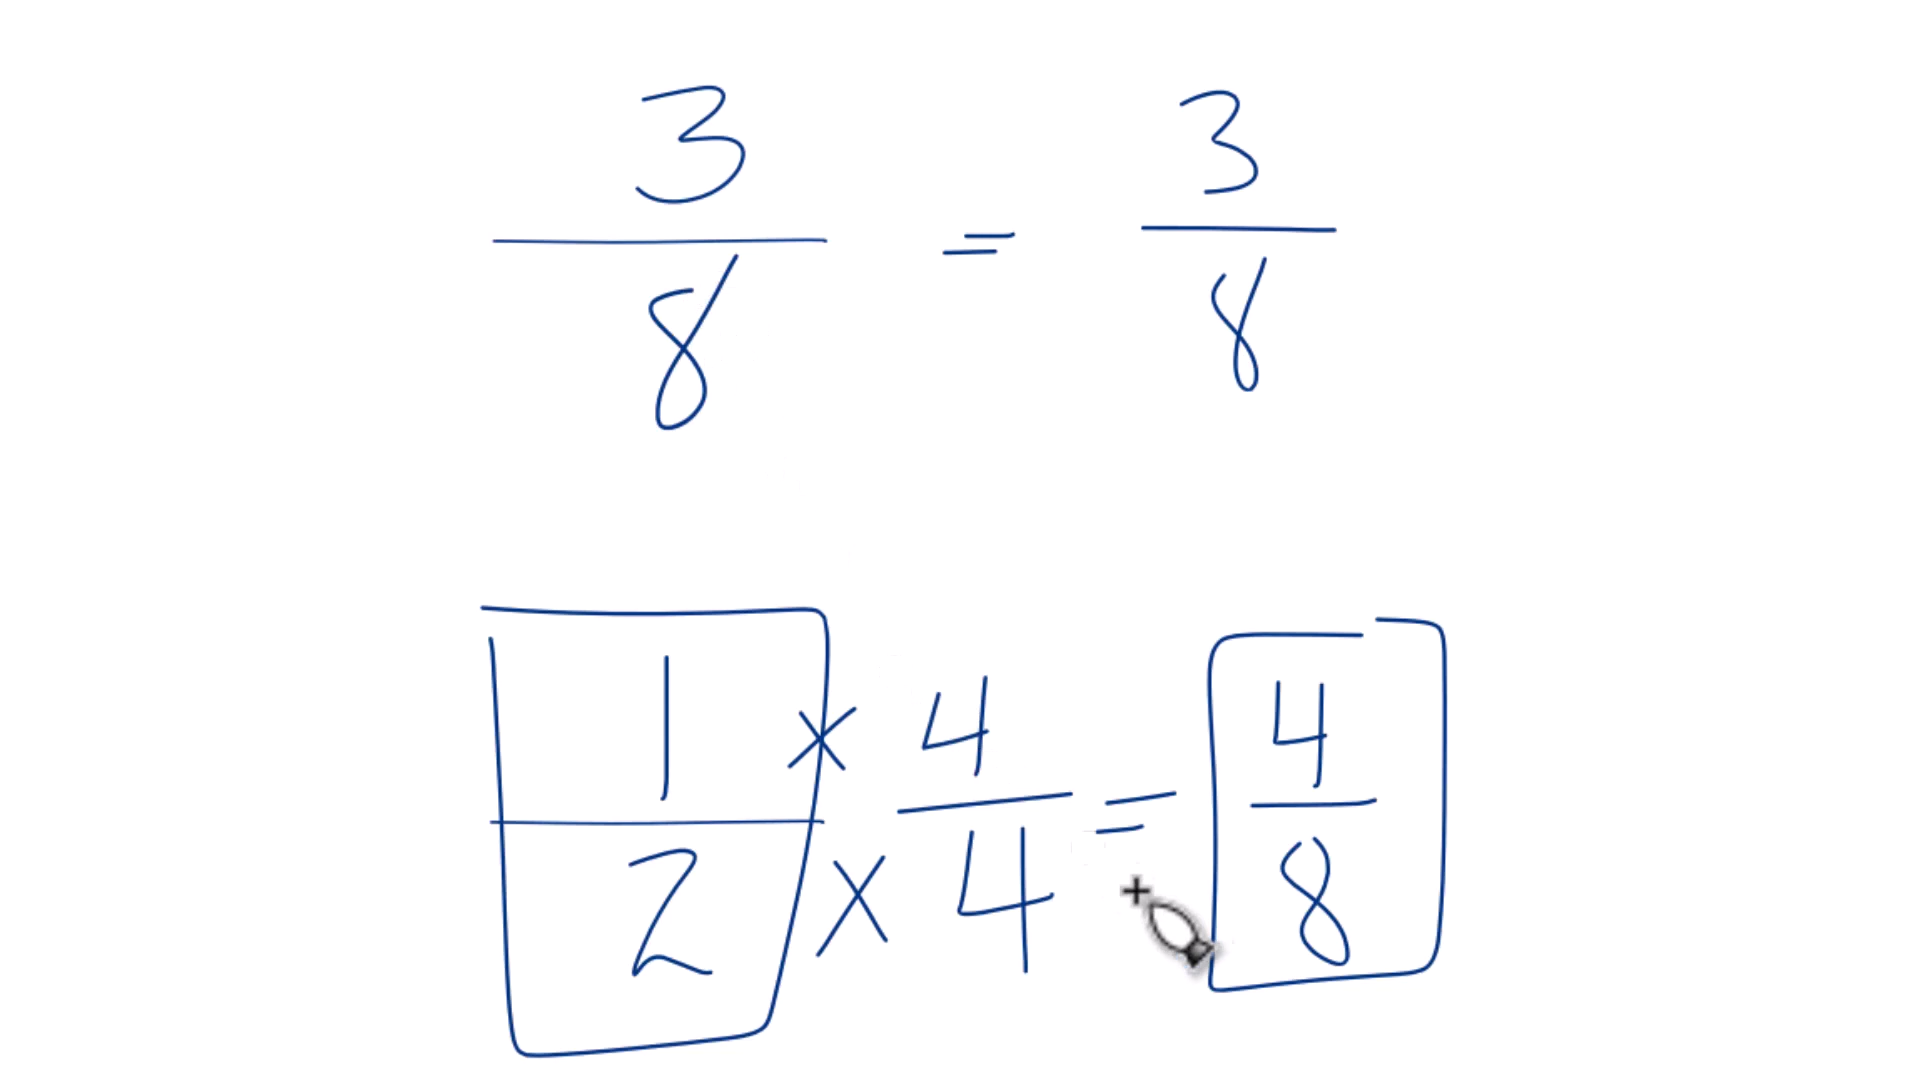 3/8 = 3/8
1/2 × 4/4 = 4/8